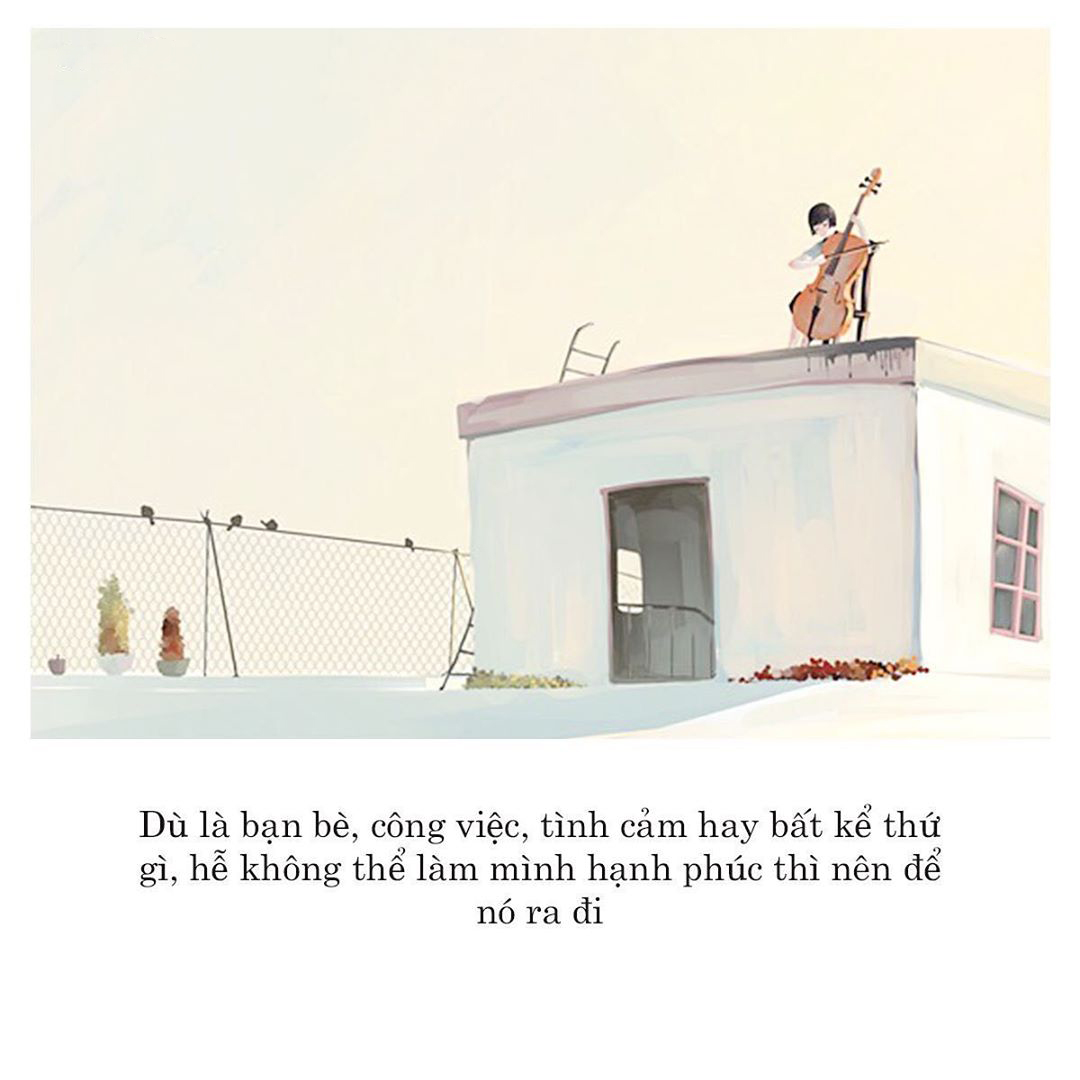 Dù là bạn bè, công việc, tình cảm hay bất kể thứ
gì, hễ không thể làm mình hạnh phúc thì nên để
nó ra đi